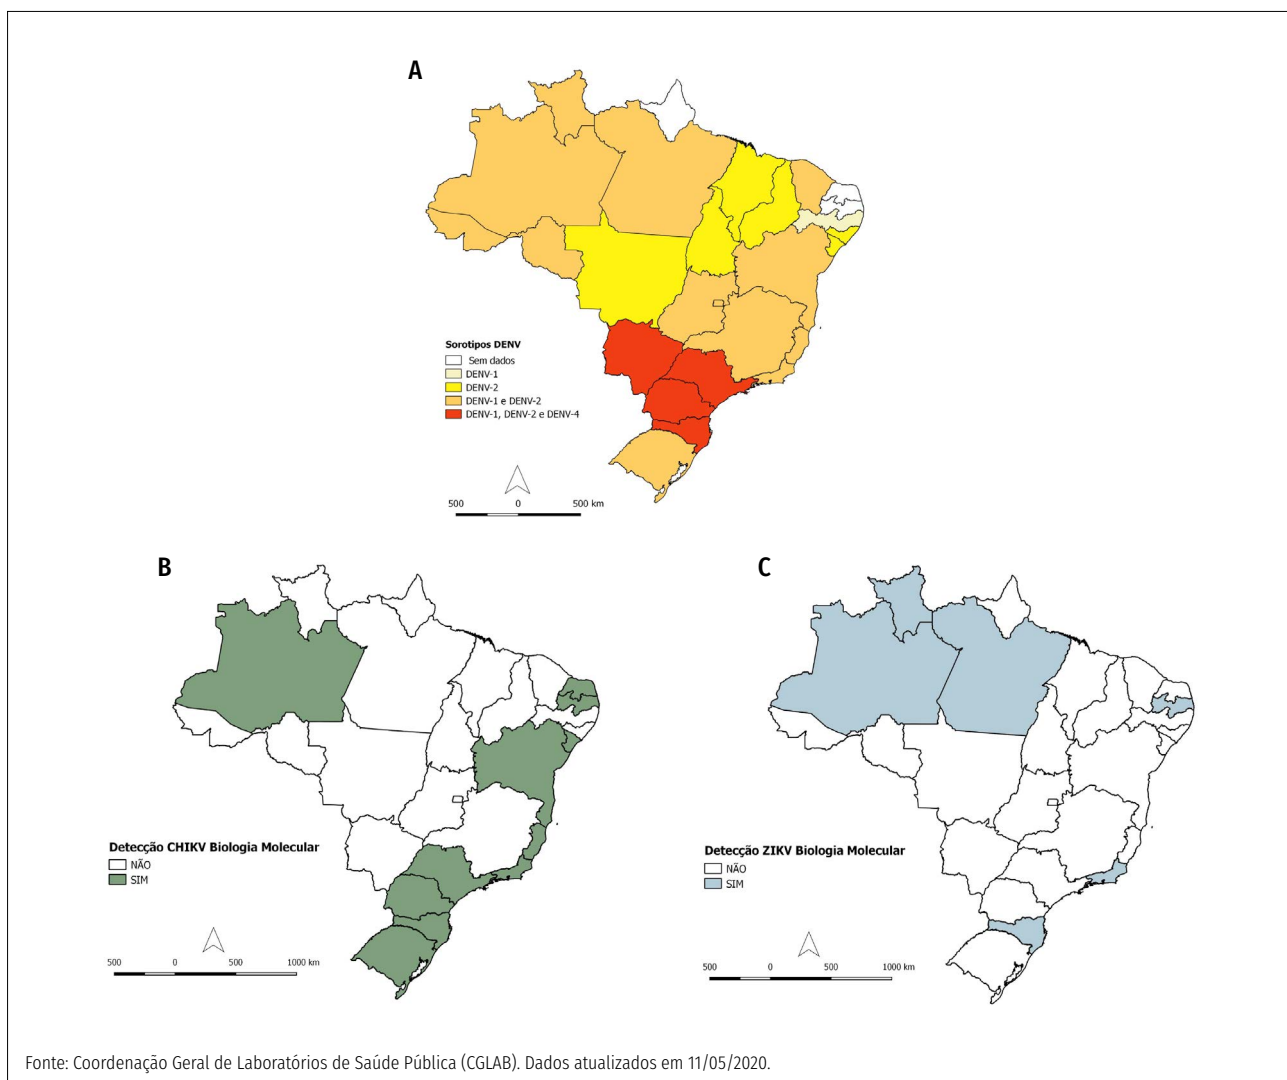 A
Sorotipos DENV
Sem dados
DENV-1
DENV-2
DENV-1 e DENV-2
DENV-1, DENV-2 e DENV-4
500 0 500 km
B
Detecção CHIKV Biologia Molecular
NÃO
SIM
500 0 500 1000 km
C
Detecção ZIKV Biologia Molecular
NÃO
SIM
500 0 500 1000 km
Fonte: Coordenação Geral de Laboratórios de Saúde Pública (CGLAB). Dados atualizados em 11/05/2020.